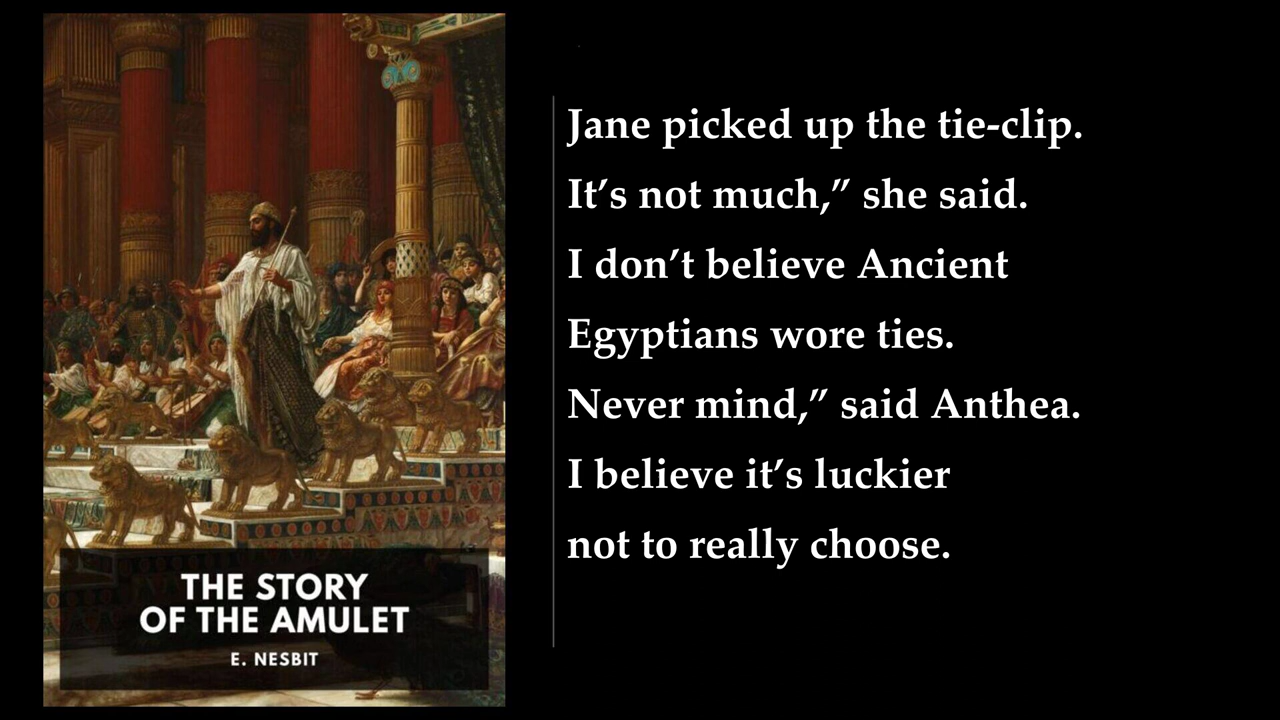 THE STORY
OF THE AMULET
E. NESBIT
Jane picked up the tie-clip.
It’s not much,” she said.
I don’t believe Ancient
Egyptians wore ties.
Never mind,” said Anthea.
I believe it’s luckier
not to really choose.